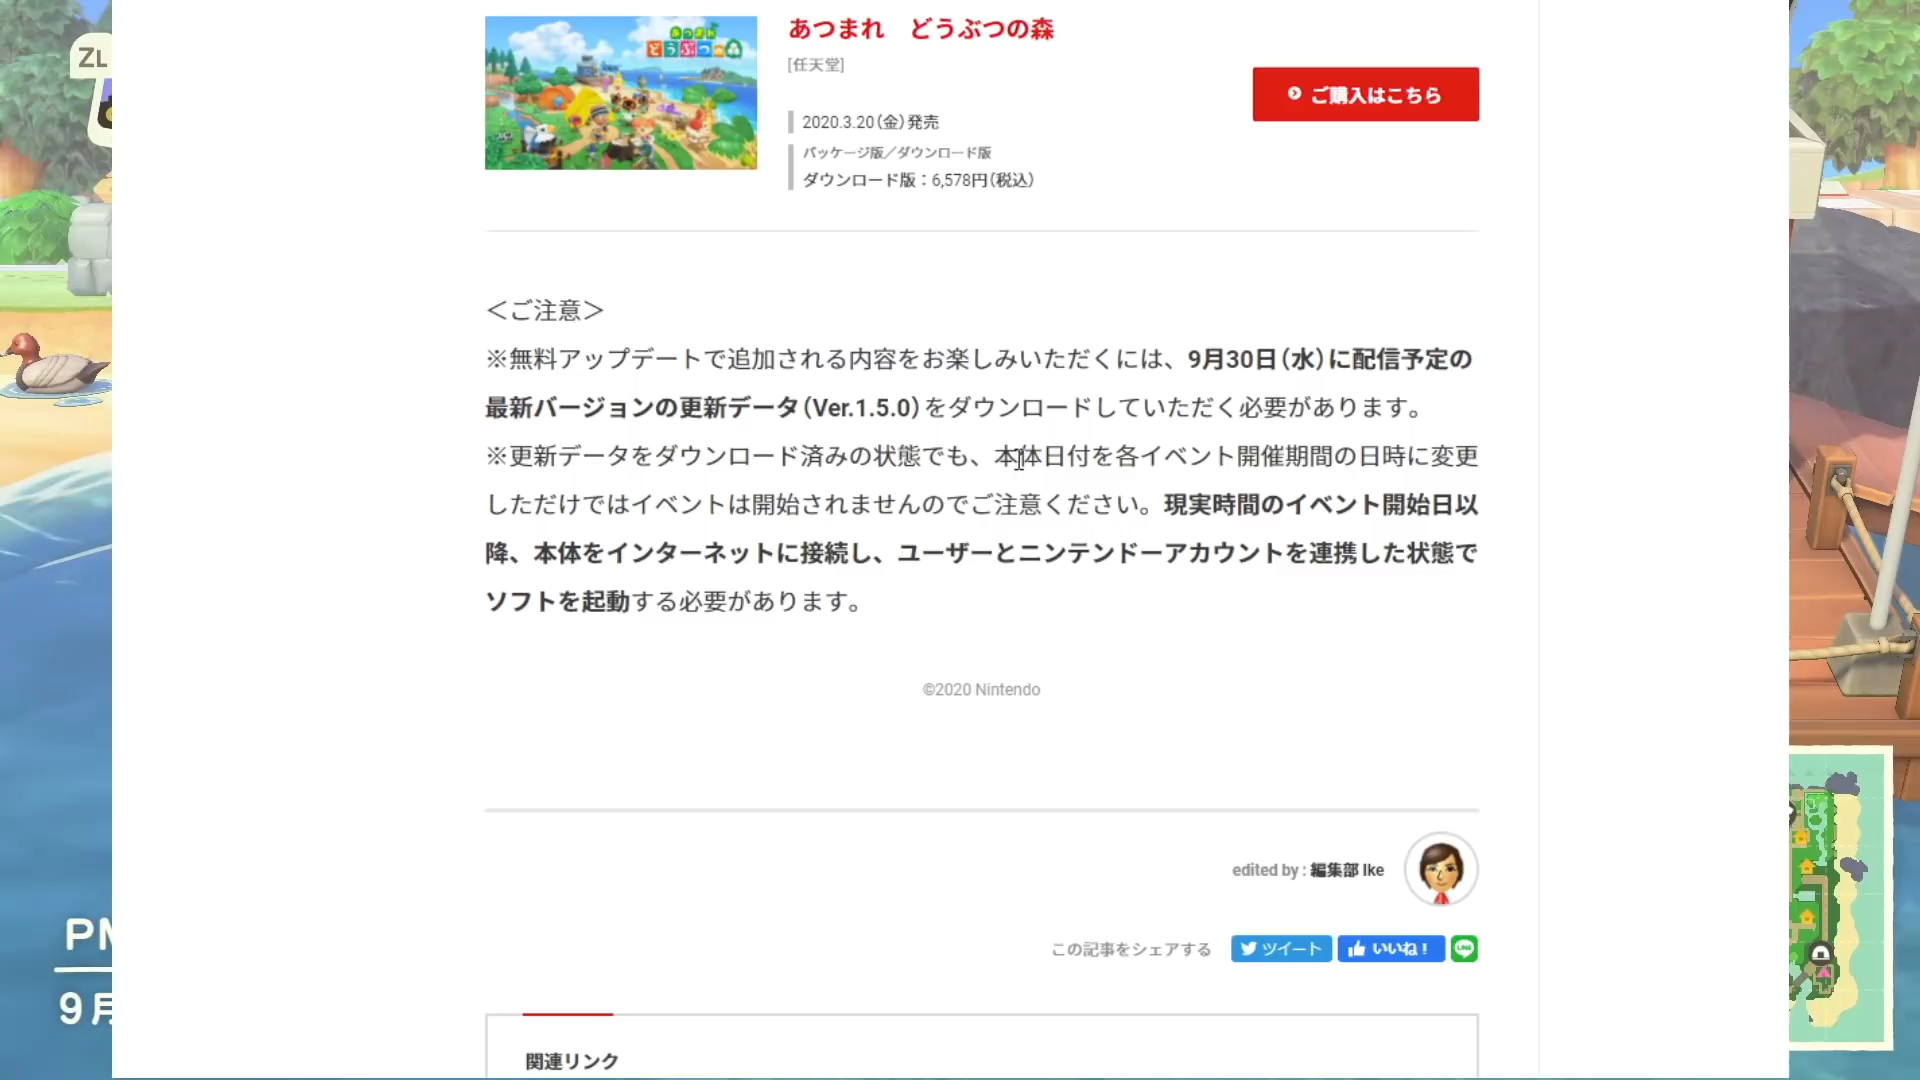 ZL
あつまれ
どうぶつの森
あつまれ　どうぶつの森
[任天堂]
ご購入はこちら
2020.3.20(金)発売
パッケージ版／ダウンロード版
ダウンロード版：6,578円(税込)
＜ご注意＞
※無料アップデートで追加される内容をお楽しみいただくには、9月30日(水)に配信予定の
最新バージョンの更新データ(Ver.1.5.0)をダウンロードしていただく必要があります。
※更新データをダウンロード済みの状態でも、本体日付を各イベント開催期間の日時に変更
しただけではイベントは開始されませんのでご注意ください。現実時間のイベント開始日以
降、本体をインターネットに接続し、ユーザーとニンテンドーアカウントを連携した状態で
ソフトを起動する必要があります。
©2020 Nintendo
edited by : 編集部 Ike
PM
この記事をシェアする
ツイート
いいね！
LINE
9月
関連リンク